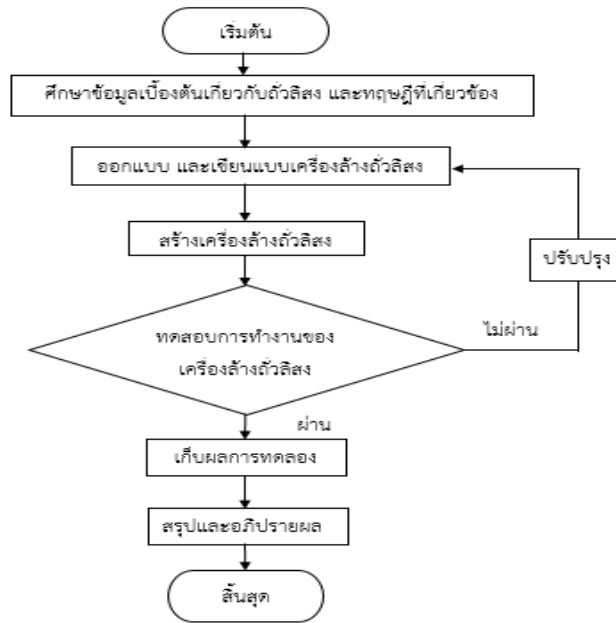 เริ่มต้น
ศึกษาข้อมูลเบื้องต้นเกี่ยวกับถั่วลิสง และทฤษฎีที่เกี่ยวข้อง
ออกแบบ และเขียนแบบเครื่องล้างถั่วลิสง
สร้างเครื่องล้างถั่วลิสง
ปรับปรุง
ทดสอบการทำงานของ
เครื่องล้างถั่วลิสง
ไม่ผ่าน
ผ่าน
เก็บผลการทดลอง
สรุปและอภิปรายผล
สิ้นสุด